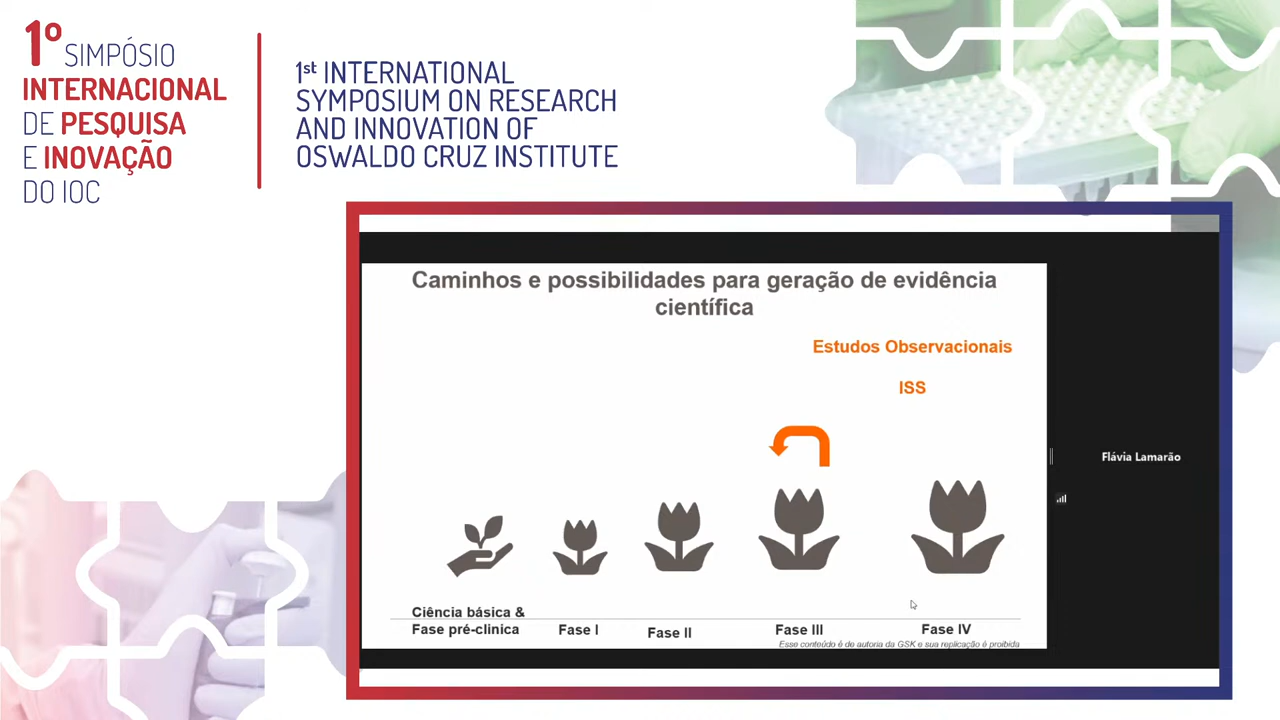 1º SIMPÓSIO
INTERNACIONAL
DE PESQUISA
E INOVAÇÃO
DO IOC
1st INTERNATIONAL
SYMPOSIUM ON RESEARCH
AND INNOVATION OF
OSWALDO CRUZ INSTITUTE
Caminhos e possibilidades para geração de evidência
científica
Estudos Observacionais
ISS
Flávia Lamarão
Ciência básica &
Fase pré-clinica
Fase I
Fase II
Fase III
Fase IV
Esse conteúdo é de autoria da GSK e sua replicação é proibida